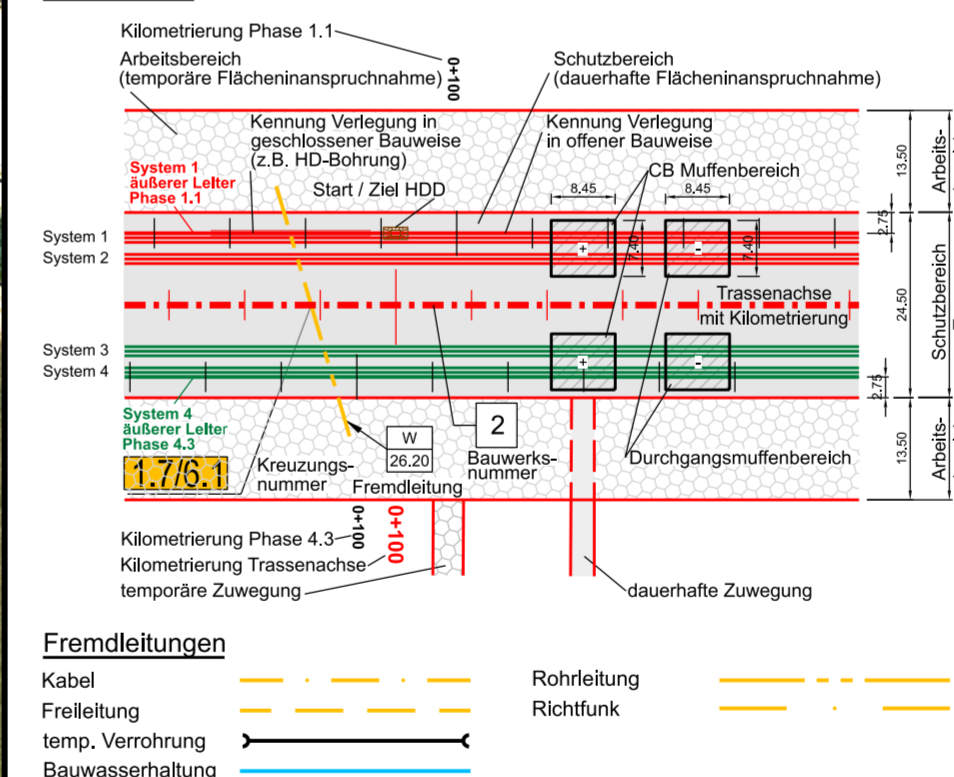 Kilometrierung Phase 1.1
0+100
Arbeitsbereich
(temporäre Flächeninanspruchnahme)
Schutzbereich
(dauerhafte Flächeninanspruchnahme)
Kennung Verlegung in
geschlossener Bauweise
(z.B. HD-Bohrung)
Kennung Verlegung
in offener Bauweise
System 1
äußerer Leiter
Phase 1.1
Start / Ziel HDD
CB Muffenbereich
8,45
8,45
13.50
Arbeits-
2.75
System 1
System 2
+
7,40
-
7,40
Trassenachse
mit Kilometrierung
24.50
Schutzbereich
System 3
System 4
+
-
2.75
System 4
äußerer Leiter
Phase 4.3
1.7/6.1
Kreuzungs-
nummer
W
26.20
Fremdleitung
2
Bauwerks-
nummer
Durchgangsmuffenbereich
13.50
Arbeits-
0+100
0+100
Kilometrierung Phase 4.3
Kilometrierung Trassenachse
temporäre Zuwegung
dauerhafte Zuwegung
Fremdleitungen
Kabel
Freileitung
temp. Verrohrung
Bauwasserhaltung
Rohrleitung
Richtfunk